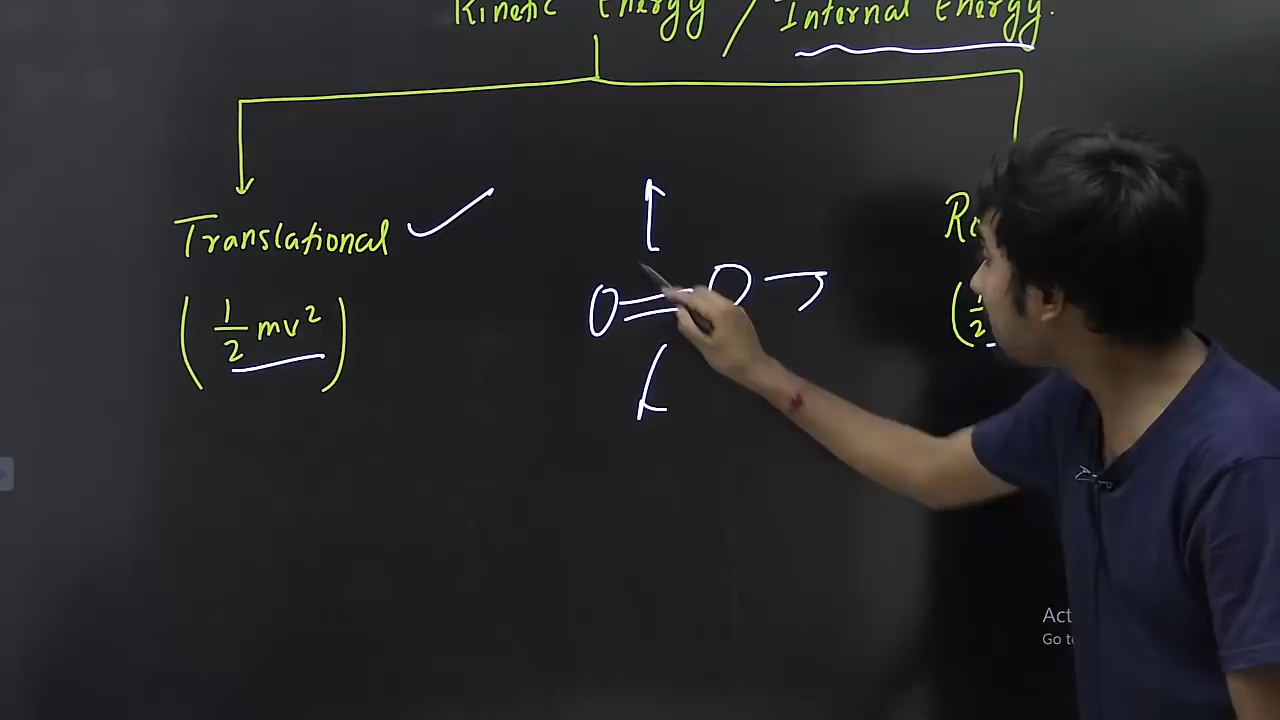 Kinetic Energy / Internal Energy.
Translational
(1/2 mv²)
O=O